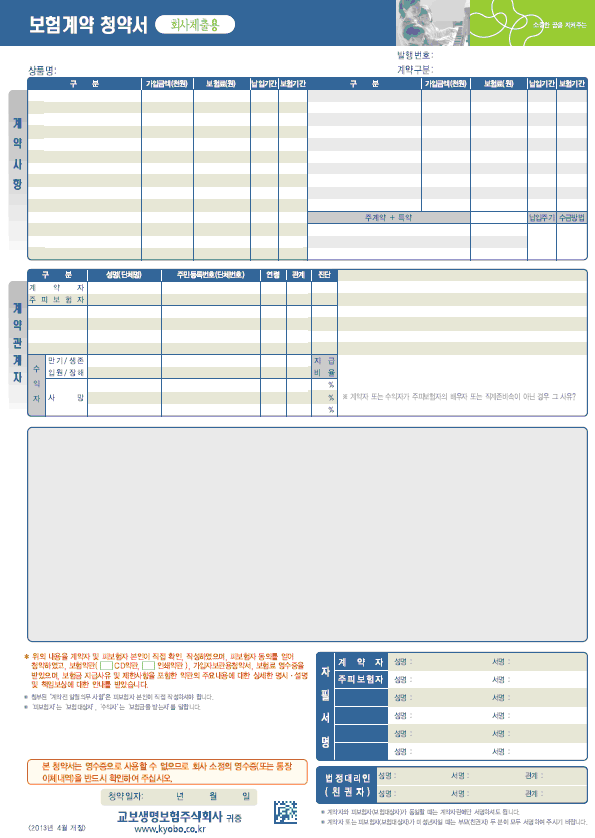 보험계약 청약서 회사제출용
소중한 꿈을 지켜주는
발행번호 :
상품명 : 계약구분 :
구 분 가입금액(천원) 보험료(원) 납입기간 보험기간 구 분 가입금액(천원) 보험료(원) 납입기간 보험기간
계약사항
주계약 + 특약 납입주기 수금방법
구 분 성명(단체명) 주민등록번호(단체번호) 연령 관계 진단
계 약 자
주 피 보 험 자
계약관계자
수익자 만기/생존 지 급
입원/장해 비 율
%
사 망 %
%
※ 계약자 또는 수익자가 주피보험자의 배우자 또는 직계존비속이 아닌 경우 그 사유?
※ 위의 내용을 계약자 및 피보험자 본인이 직접 확인, 작성하였으며, 피보험자 동의를 얻어
청약하였고, 보험약관( CD약관, 인쇄약관 ), 가입자보관용청약서, 보험료 영수증을
받았으며, 보험금 지급사유 및 제한사항을 포함한 약관의 주요내용에 대한 상세한 명시·설명
및 책임보상에 대한 안내를 받았습니다.
※ 첨부된 "계약전 알릴의무 사항"은 피보험자 본인이 직접 작성하셔야 합니다.
※ '피보험자'는 '보험대상자', '수익자'는 '보험금을 받는자'를 말합니다.
자필서명
계 약 자 성명 : 서명 :
주피보험자 성명 : 서명 :
성명 : 서명 :
성명 : 서명 :
성명 : 서명 :
성명 : 서명 :
본 청약서는 영수증으로 사용할 수 없으므로 회사 소정의 영수증(또는 통장
이체내역)을 반드시 확인하여 주십시오.
법정대리인 성명 : 서명 : 관계 :
(친권자) 성명 : 서명 : 관계 :
청약일자: 년 월 일
교보생명보험주식회사 귀중
www.kyobo.co.kr
(2013년 4월 개정)
※ 계약자와 피보험자(보험대상자)가 동일할 때는 계약자란에만 서명하셔도 됩니다.
※ 계약자 또는 피보험자(보험대상자)가 미성년자일 때는 부모(친권자) 두 분이 모두 서명하여 주시기 바랍니다.